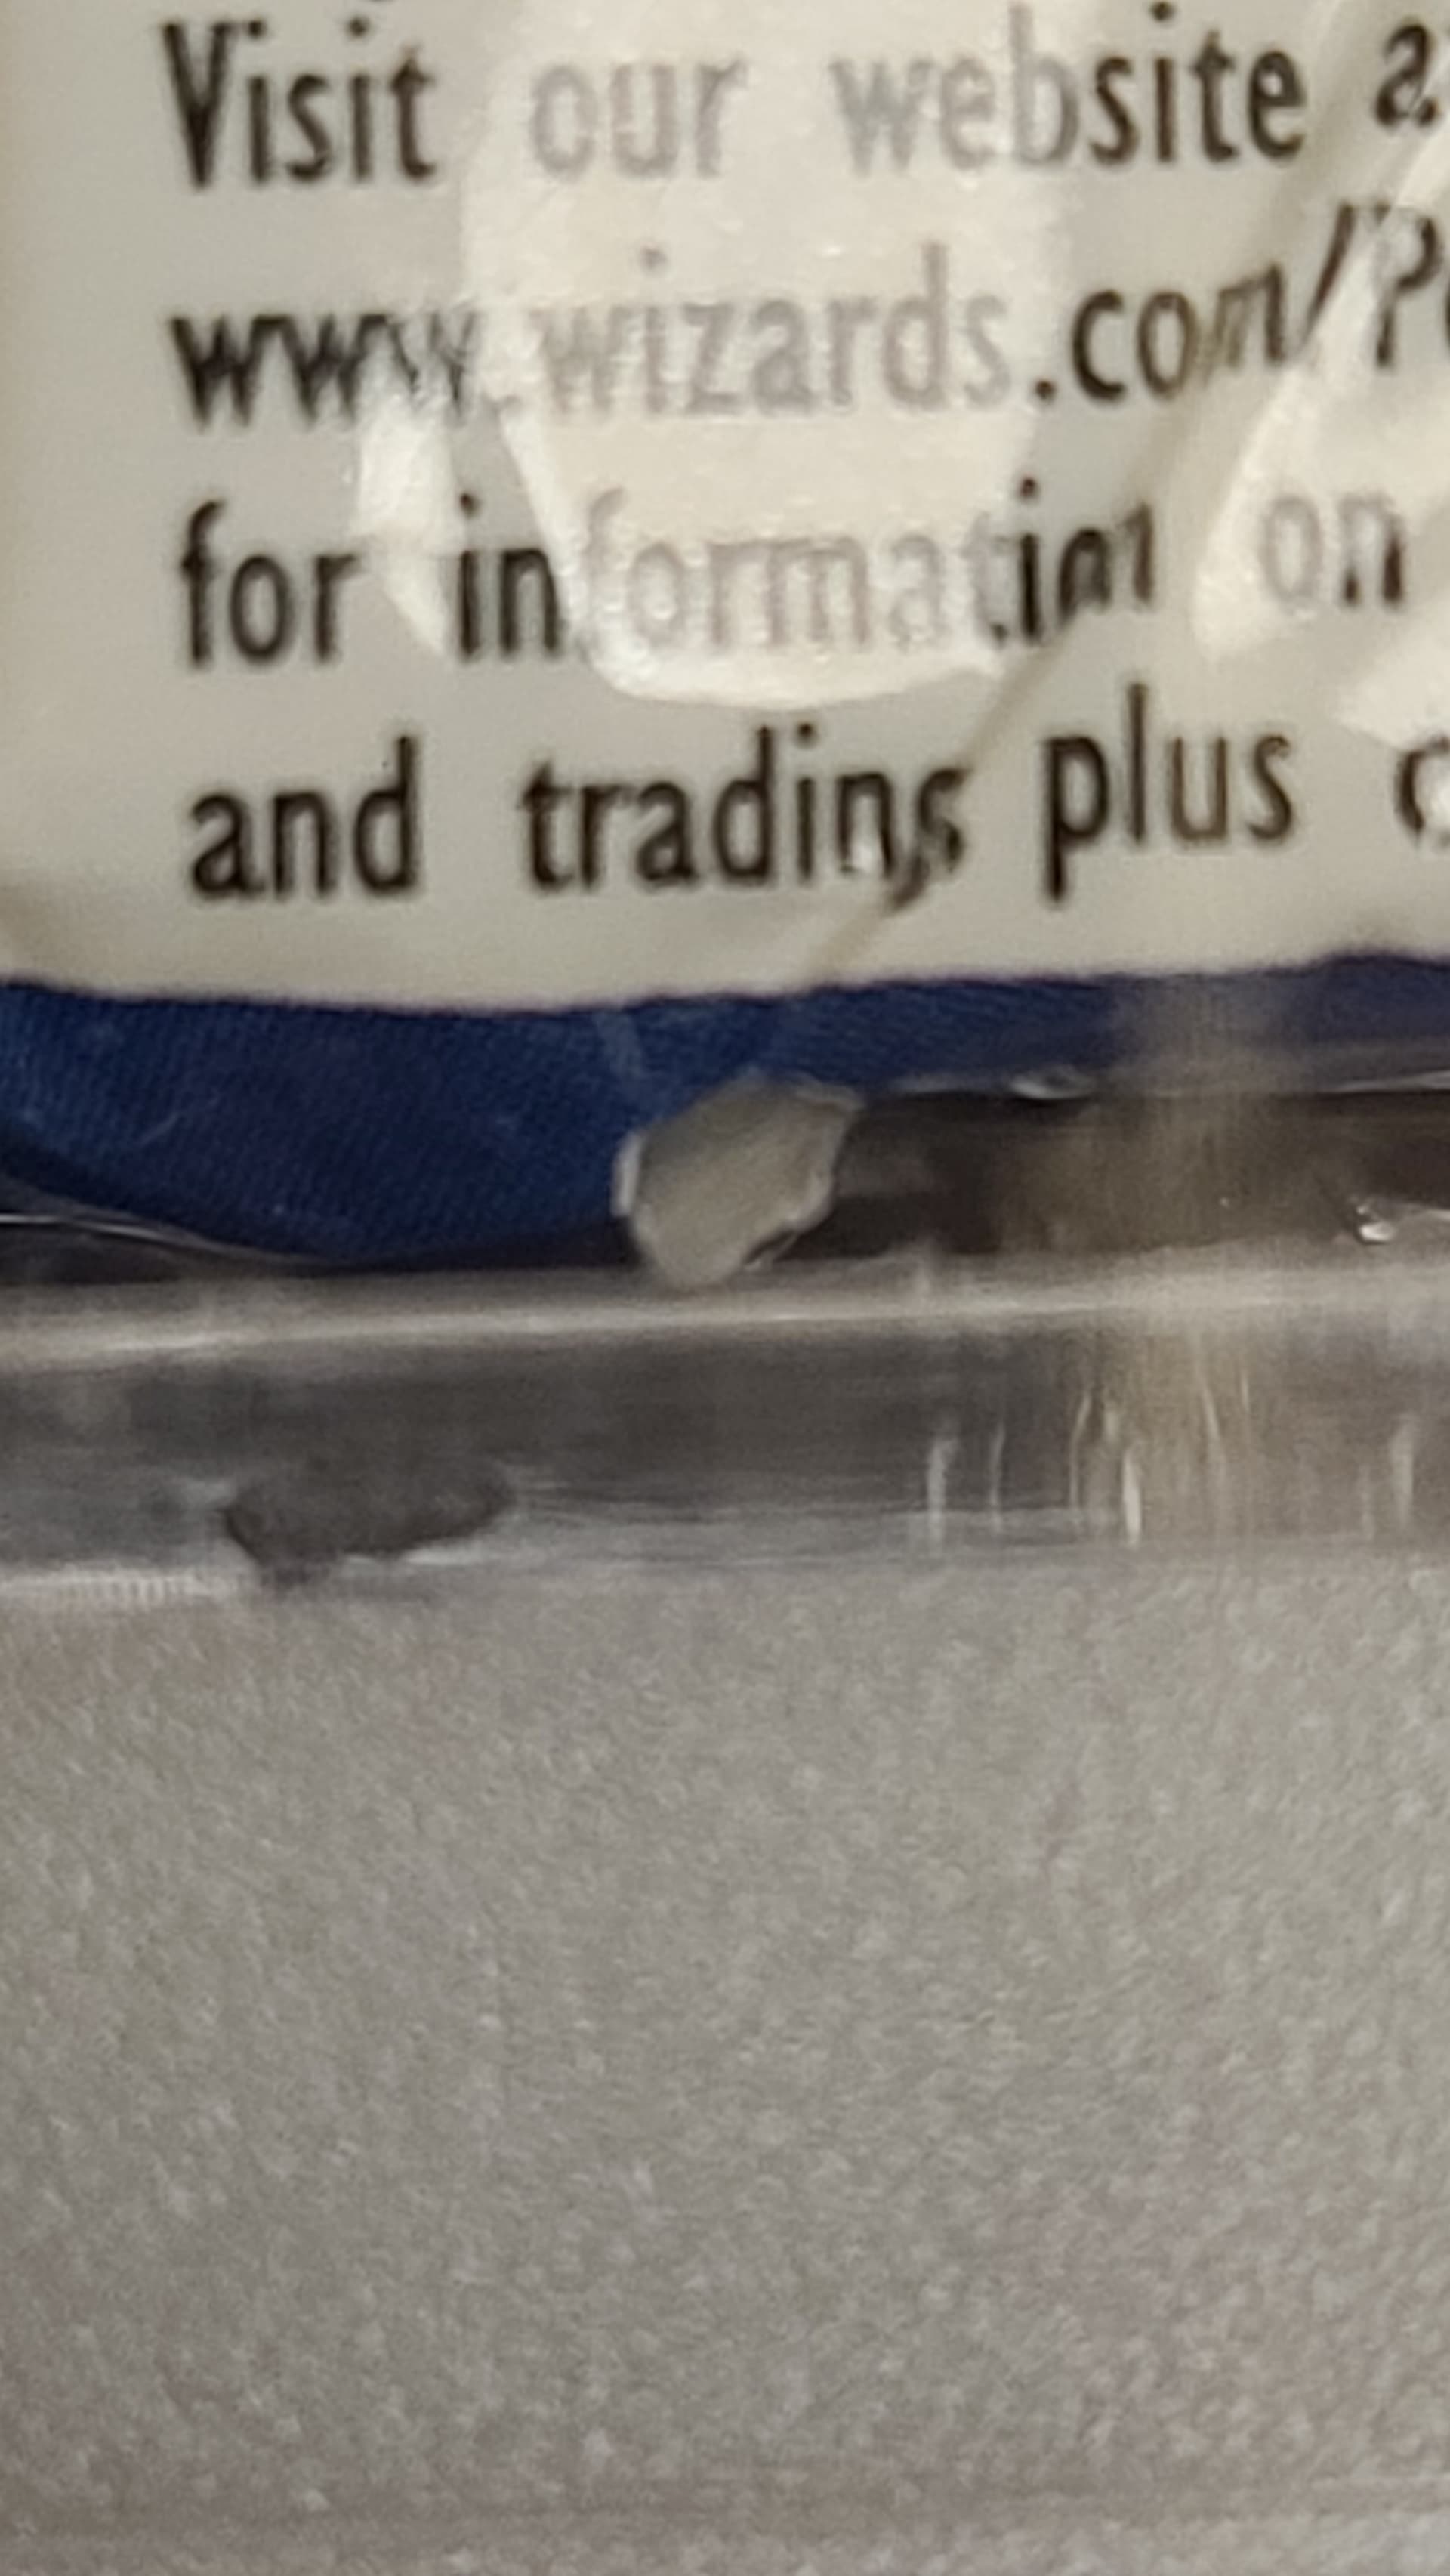 Visit our website
www.wizards.com/P
for information on
and trading plus